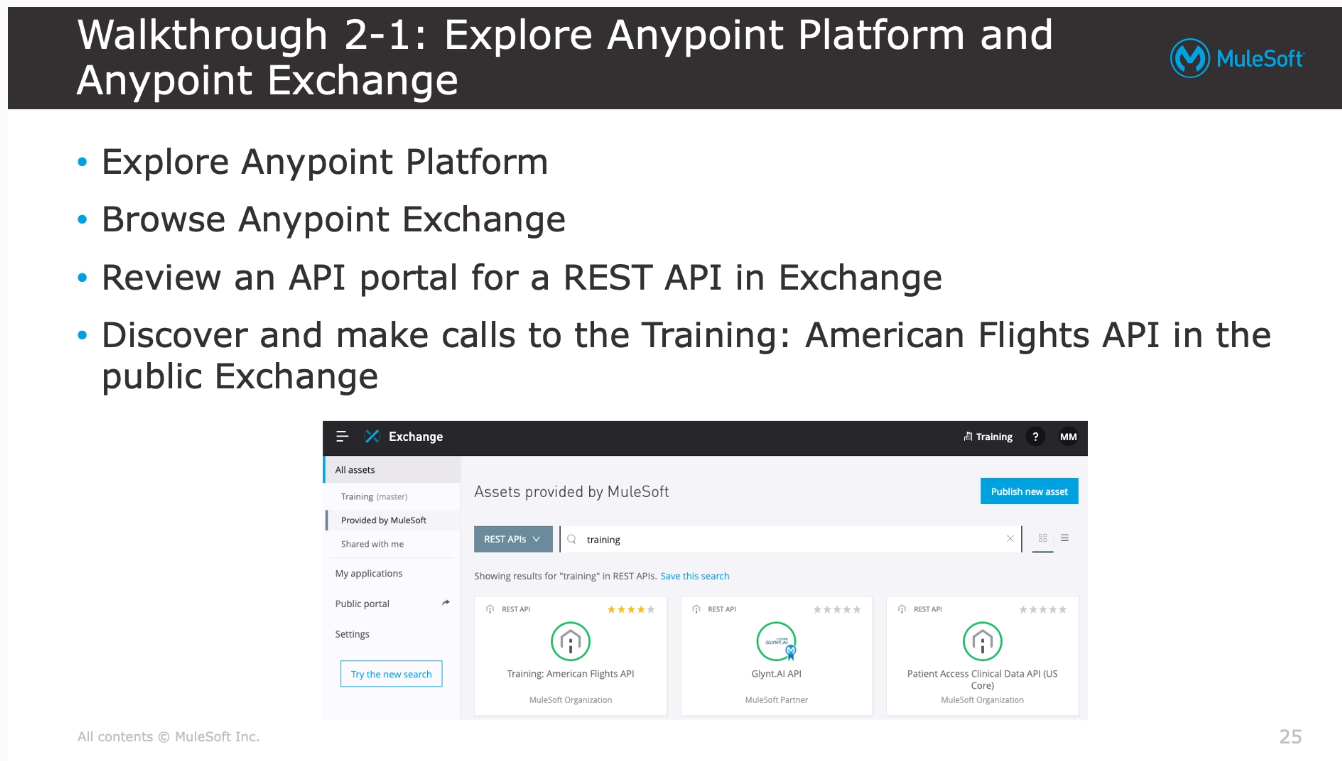 Walkthrough 2-1: Explore Anypoint Platform and
Anypoint Exchange
MuleSoft
• Explore Anypoint Platform
• Browse Anypoint Exchange
• Review an API portal for a REST API in Exchange
• Discover and make calls to the Training: American Flights API in the
public Exchange
Exchange
Training ? MM
All assets
Training (master)
Provided by MuleSoft
Shared with me
My applications
Public portal
Settings
Try the new search
Assets provided by MuleSoft
Publish new asset
REST APIs
training
Showing results for "training" in REST APIs. Save this search
REST API
Training: American Flights API
MuleSoft Organization
REST API
GLYNT.AI
Glynt.AI API
MuleSoft Partner
REST API
Patient Access Clinical Data API (US
Core)
MuleSoft Organization
All contents © MuleSoft Inc.
25